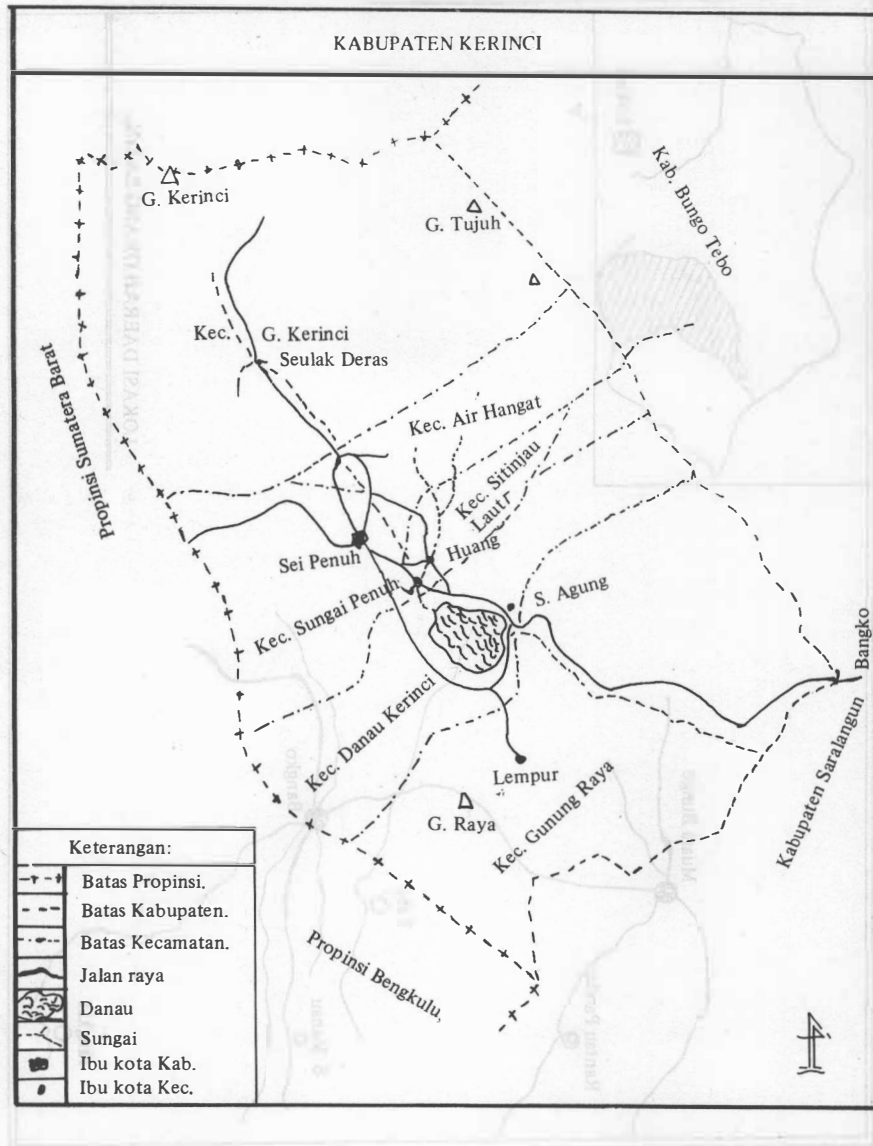 KABUPATEN KERINCI
G. Kerinci
G. Tujuh
Kab. Bungo Tebo
Kec. G. Kerinci
Seulak Deras
Propinsi Sumatera Barat
Kec. Air Hangat
Kec. Sitinjau
Laut
Sei Penuh
Huang
Kec. Sungai Penuh
S. Agung
Bangko
Kec. Danau Kerinci
Lempur
G. Raya
Kec. Gunung Raya
Kabupaten Saralangun
Propinsi Bengkulu,
Keterangan:
Batas Propinsi.
Batas Kabupaten.
Batas Kecamatan.
Jalan raya
Danau
Sungai
Ibu kota Kab.
Ibu kota Kec.